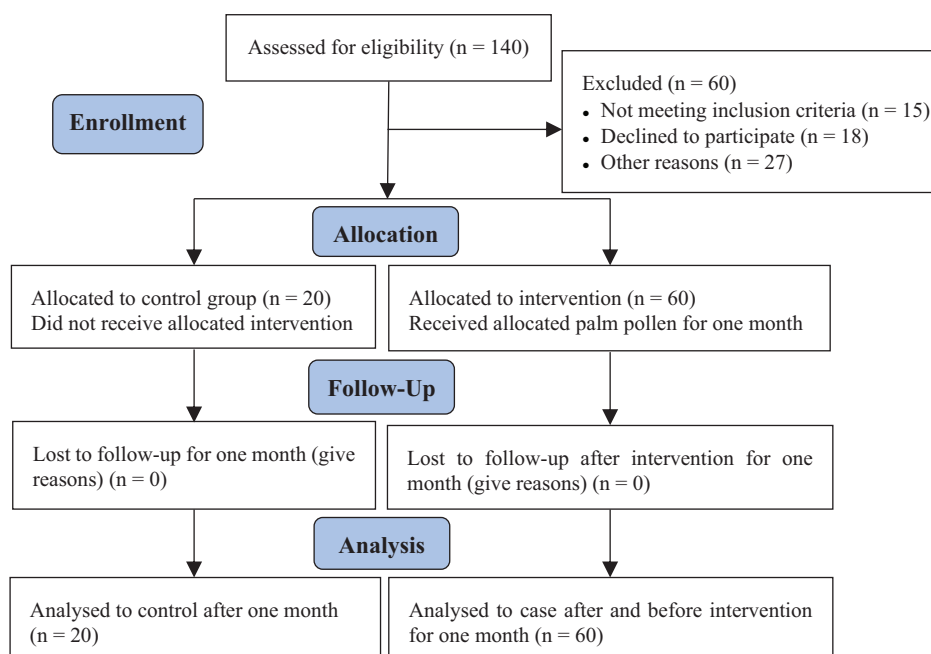 Assessed for eligibility (n = 140)
Excluded (n = 60)
• Not meeting inclusion criteria (n = 15)
• Declined to participate (n = 18)
• Other reasons (n = 27)
Enrollment
Allocation
Allocated to control group (n = 20)
Did not receive allocated intervention
Allocated to intervention (n = 60)
Received allocated palm pollen for one month
Follow-Up
Lost to follow-up for one month (give
reasons) (n = 0)
Lost to follow-up after intervention for one
month (give reasons) (n = 0)
Analysis
Analysed to control after one month
(n = 20)
Analysed to case after and before intervention
for one month (n = 60)